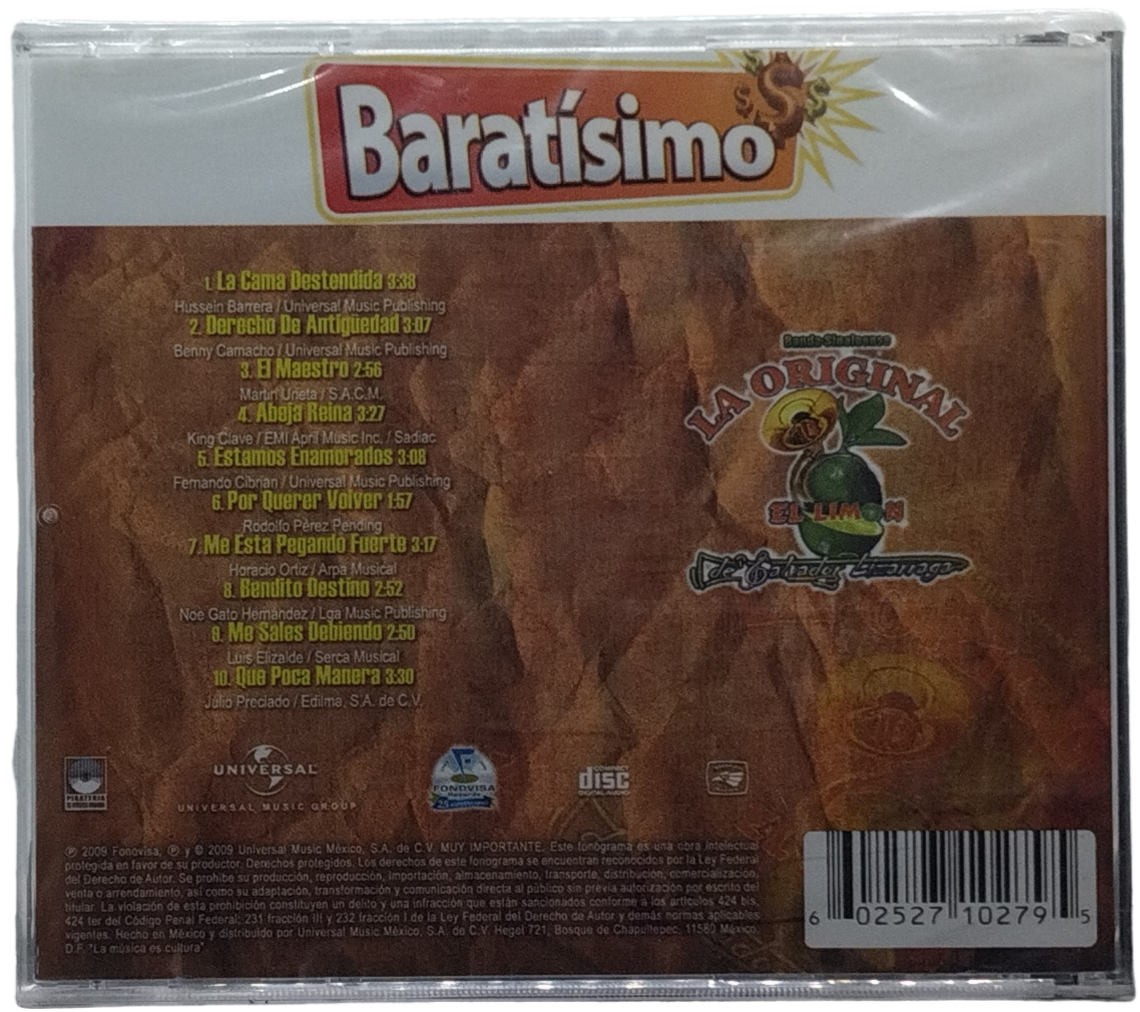 Baratísimo
1. La Cama Destendida 3:38
Hussein Barrera / Universal Music Publishing
2. Derecho De Antigüedad 3:07
Benny Camacho / Universal Music Publishing
3. El Maestro 2:56
Martin Urieta / S.A.C.M.
4. Abeja Reina 3:27
King Clave / EMI April Music Inc. / Sadiac
5. Estamos Enamorados 3:08
Fernando Cibrian / Universal Music Publishing
6. Por Querer Volver 1:57
Rodolfo Pérez Pending
7. Me Esta Pegando Fuerte 3:17
Horacio Ortiz / Arpa Musical
8. Bendito Destino 2:52
Noe Gato Hernández / Lga Music Publishing
9. Me Sales Debiendo 2:50
Luis Elizalde / Serca Musical
10. Que Poca Manera 3:30
Julio Preciado / Edilma, S.A. de C.V.
Banda Sinaloense
LA ORIGINAL
EL LIMON
de Salvador Lizarraga
PIRATERIA
UNIVERSAL
UNIVERSAL MUSIC GROUP
FONOVISA
Records
25
COMPACT
disc
DIGITAL AUDIO
℗ 2009 Fonovisa, ℗ y © 2009 Universal Music México, S.A. de C.V. MUY IMPORTANTE. Este fonograma es una obra intelectual
protegida en favor de su productor. Derechos protegidos. Los derechos de este fonograma se encuentran reconocidos por la Ley Federal
del Derecho de Autor. Se prohibe su producción, reproducción, importación, almacenamiento, transporte, distribución, comercialización,
venta o arrendamiento, así como su adaptación, transformación y comunicación directa al público sin previa autorización por escrito del
titular. La violación de esta prohibición constituyen un delito y una infracción que están sancionados conforme a los artículos 424 bis,
424 ter del Código Penal Federal; 231 fracción III y 232 fracción I de la Ley Federal del Derecho de Autor y demás normas aplicables
vigentes. Hecho en México y distribuido por Universal Music México, S.A. de C.V. Hegel 721, Bosque de Chapultepec, 11580 México,
D.F. "La música es cultura".
6 02527 10279 5